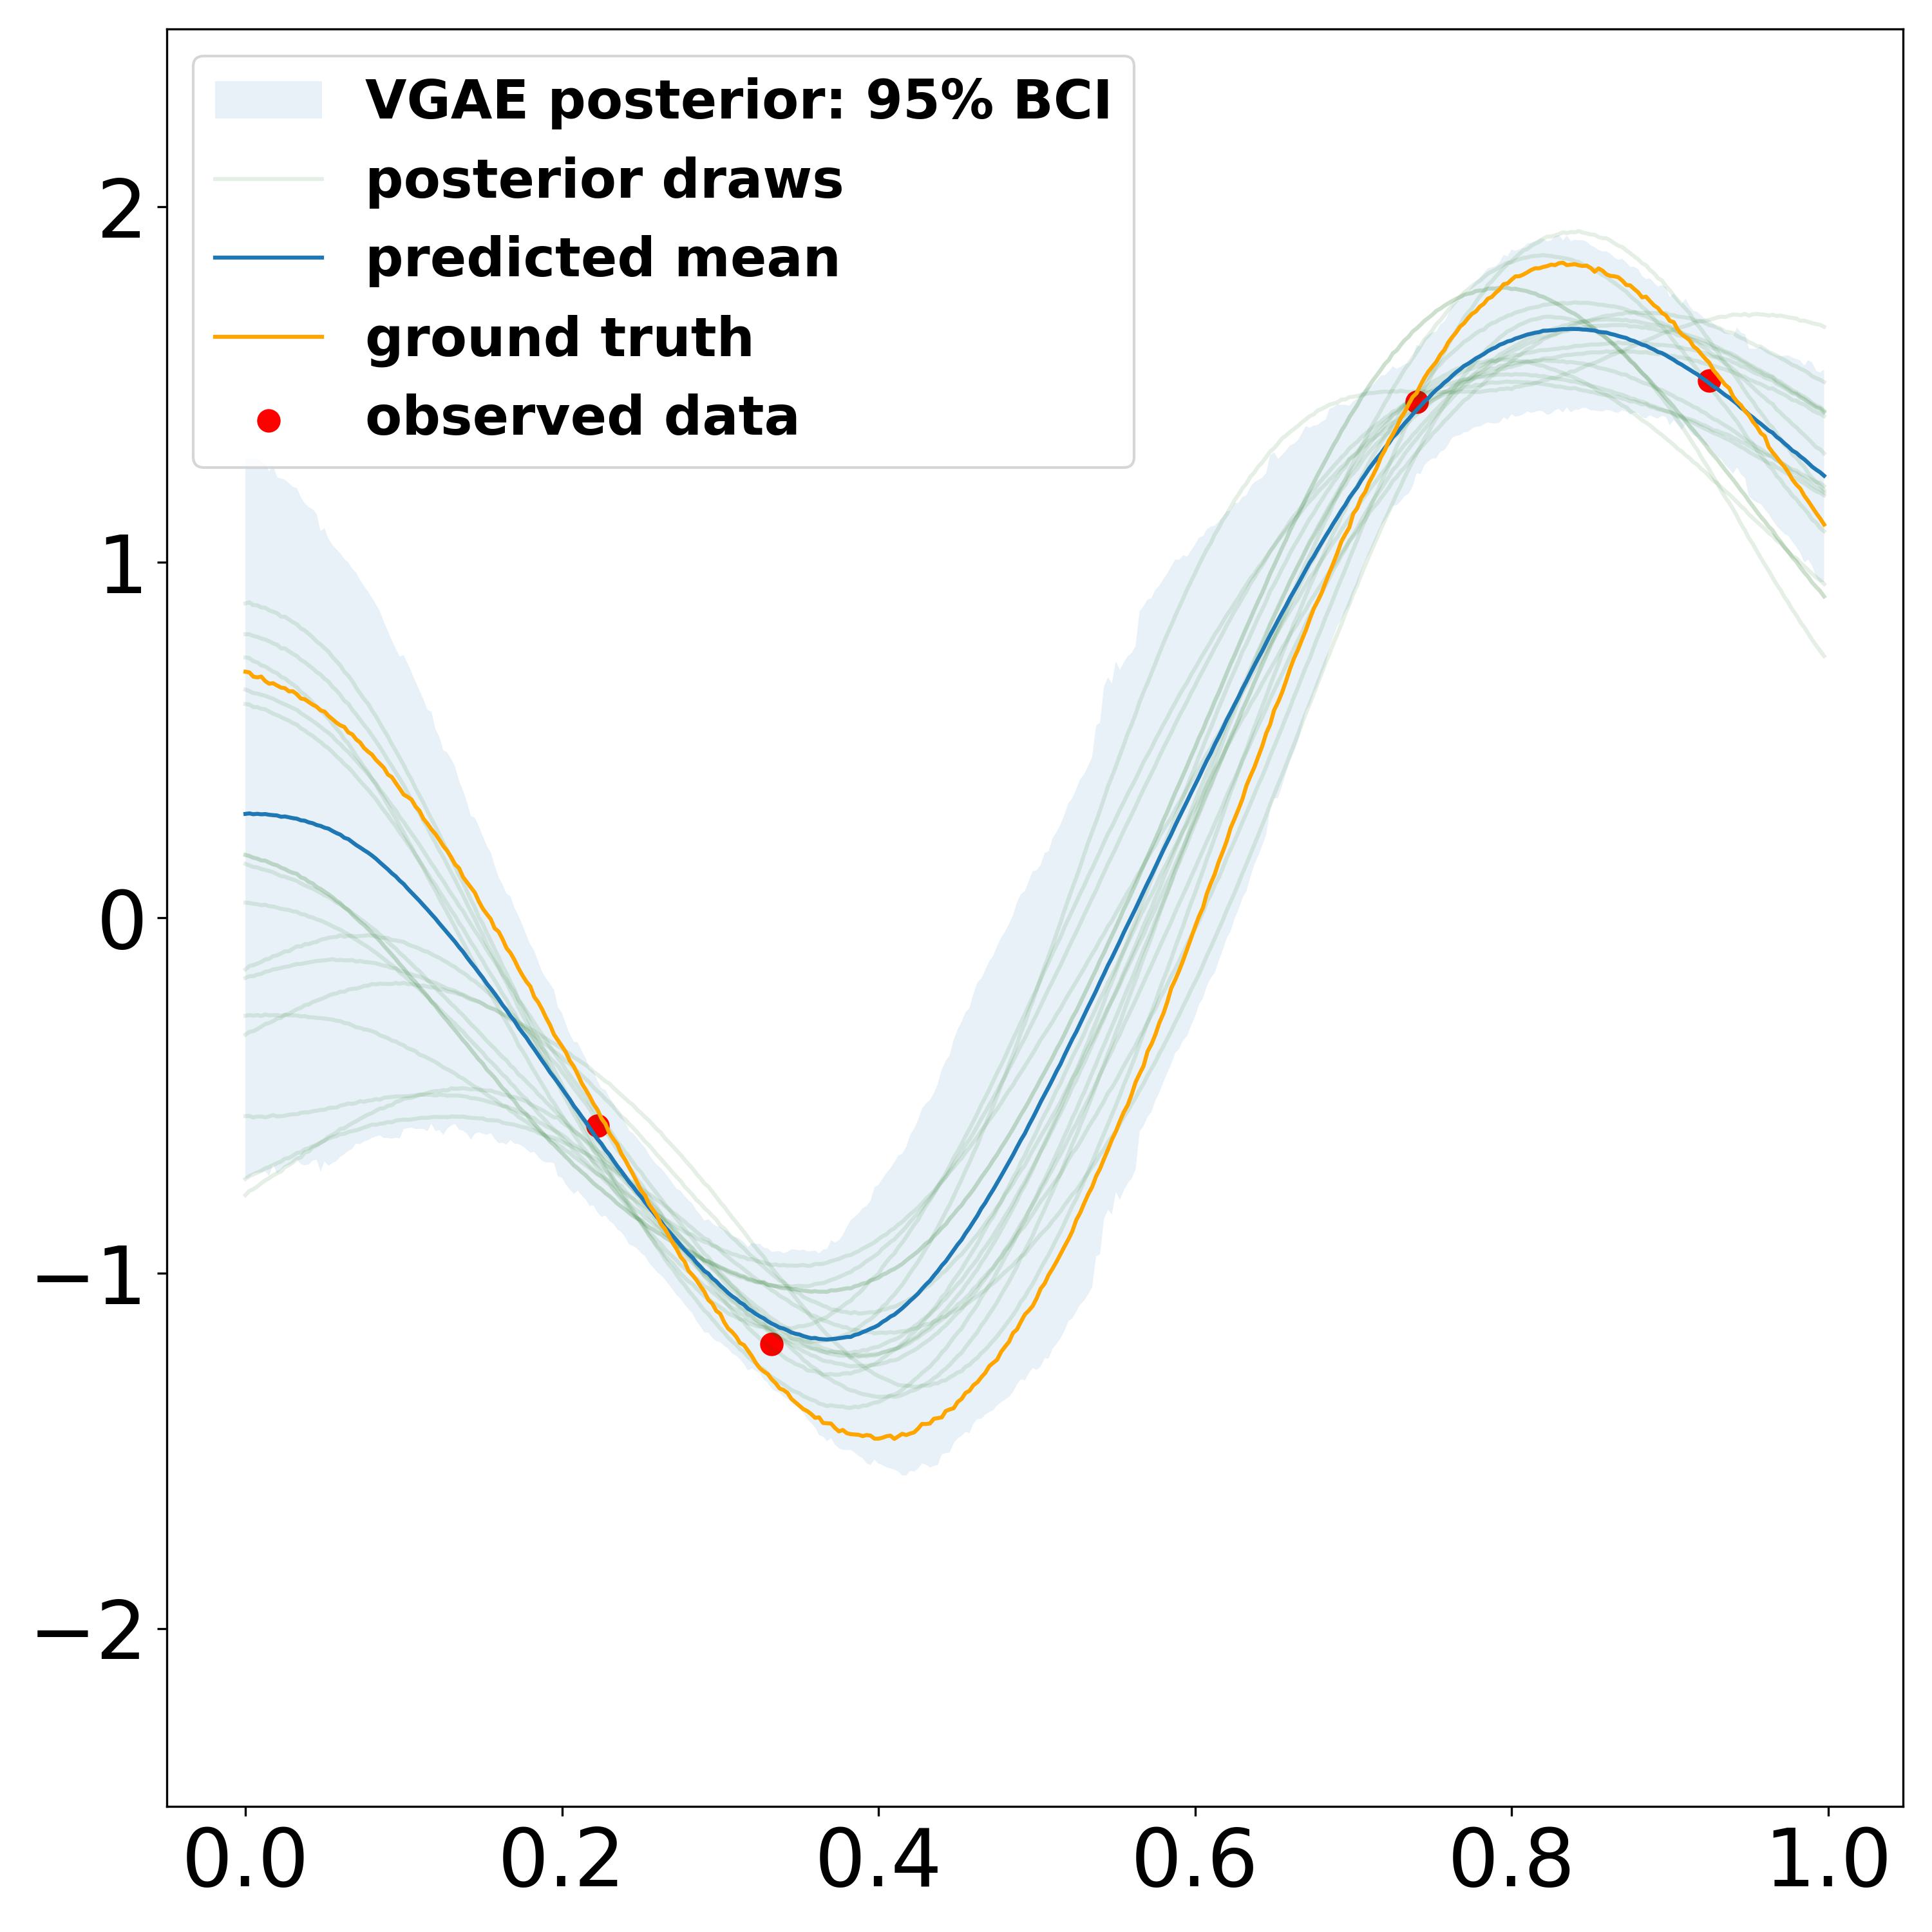 VGAE posterior: 95% BCI
posterior draws
predicted mean
ground truth
observed data
2
1
0
−1
−2
0.0 0.2 0.4 0.6 0.8 1.0